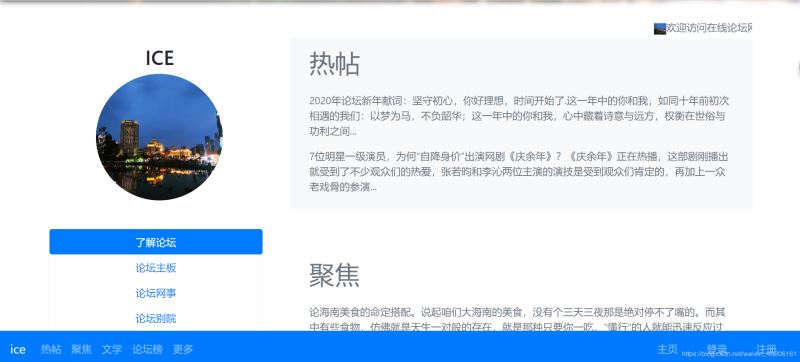 欢迎访问在线论坛网
ICE
热帖
2020年论坛新年献词：坚守初心，你好理想，时间开始了.这一年中的你和我，如同十年前初次
相遇的我们：以梦为马，不负韶华；这一年中的你和我，心中藏着诗意与远方，权衡在世俗与
功利之间...
7位明星一级演员，为何“自降身价”出演网剧《庆余年》？《庆余年》正在热播，这部剧刚播出
就受到了不少观众们的热爱，张若昀和李沁两位主演的演技是受到观众们肯定的，再加上一众
老戏骨的参演...
了解论坛
论坛主板
论坛网事
论坛别院
聚焦
论海南美食的命定搭配。说起咱们大海南的美食，没有个三天三夜那是绝对停不了嘴的。而其
中有些食物，仿佛就是天生一对般的存在，就是那种只要你一吃，“懂行”的人就能迅速反应过
ice 热帖 聚焦 文学 论坛榜 更多 主页 登录 注册